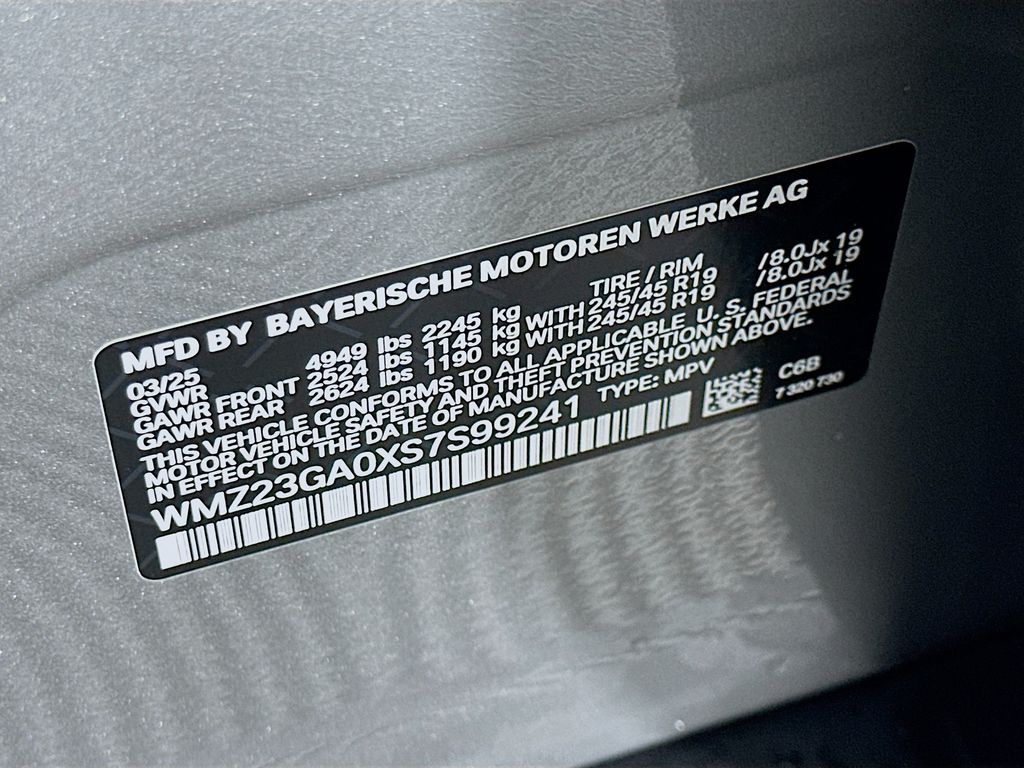 MFD BY BAYERISCHE MOTOREN WERKE AG
03/25 TIRE / RIM
GVWR 4949 lbs 2245 kg
GAWR FRONT 2524 lbs 1145 kg WITH 245/45 R19 /8.0Jx 19
GAWR REAR 2624 lbs 1190 kg WITH 245/45 R19 /8.0Jx 19
THIS VEHICLE CONFORMS TO ALL APPLICABLE U. S. FEDERAL
MOTOR VEHICLE SAFETY AND THEFT PREVENTION STANDARDS
IN EFFECT ON THE DATE OF MANUFACTURE SHOWN ABOVE.
WMZ23GA0XS7S99241 TYPE: MPV C6B
7 320 730